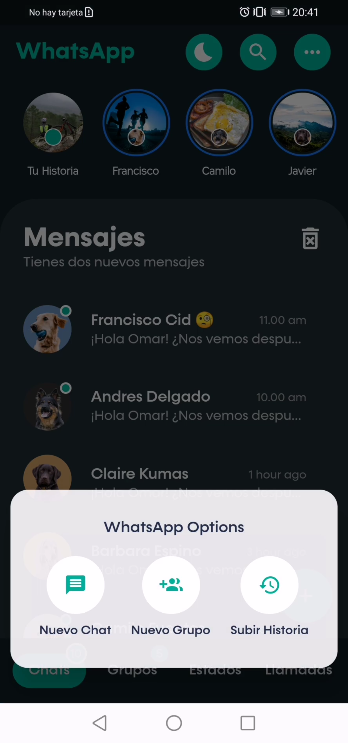 No hay tarjeta 20:41
WhatsApp
Tu Historia Francisco Camilo Javier
Mensajes
Tienes dos nuevos mensajes
Francisco Cid 🧐 11.00 am
¡Hola Omar! ¿Nos vemos despu...
Andres Delgado 10.00 am
¡Hola Omar! ¿Nos vemos despu...
Claire Kumas 1 hour ago
WhatsApp Options
Barbara Espino
Nuevo Chat Nuevo Grupo Subir Historia
Chats Grupos Estados Llamadas